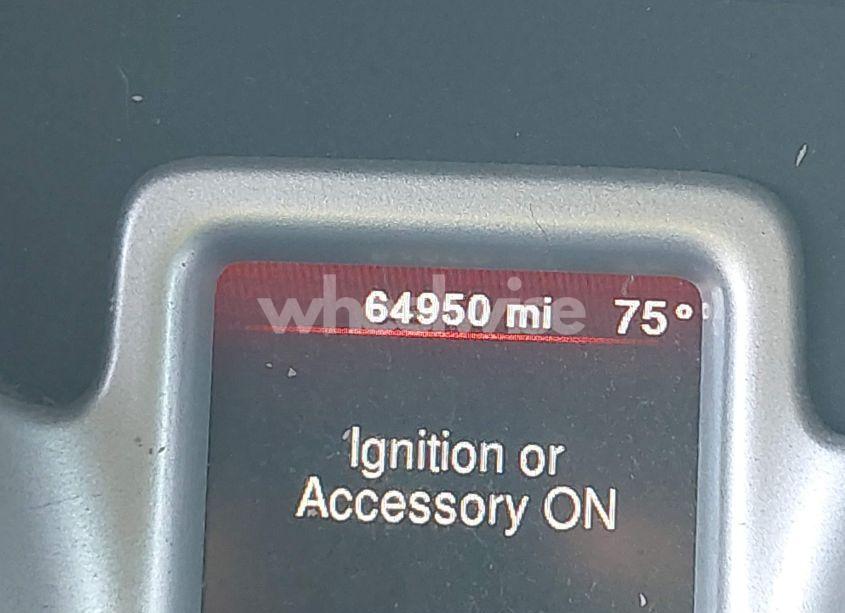 64950 mi 75°
Ignition or
Accessory ON